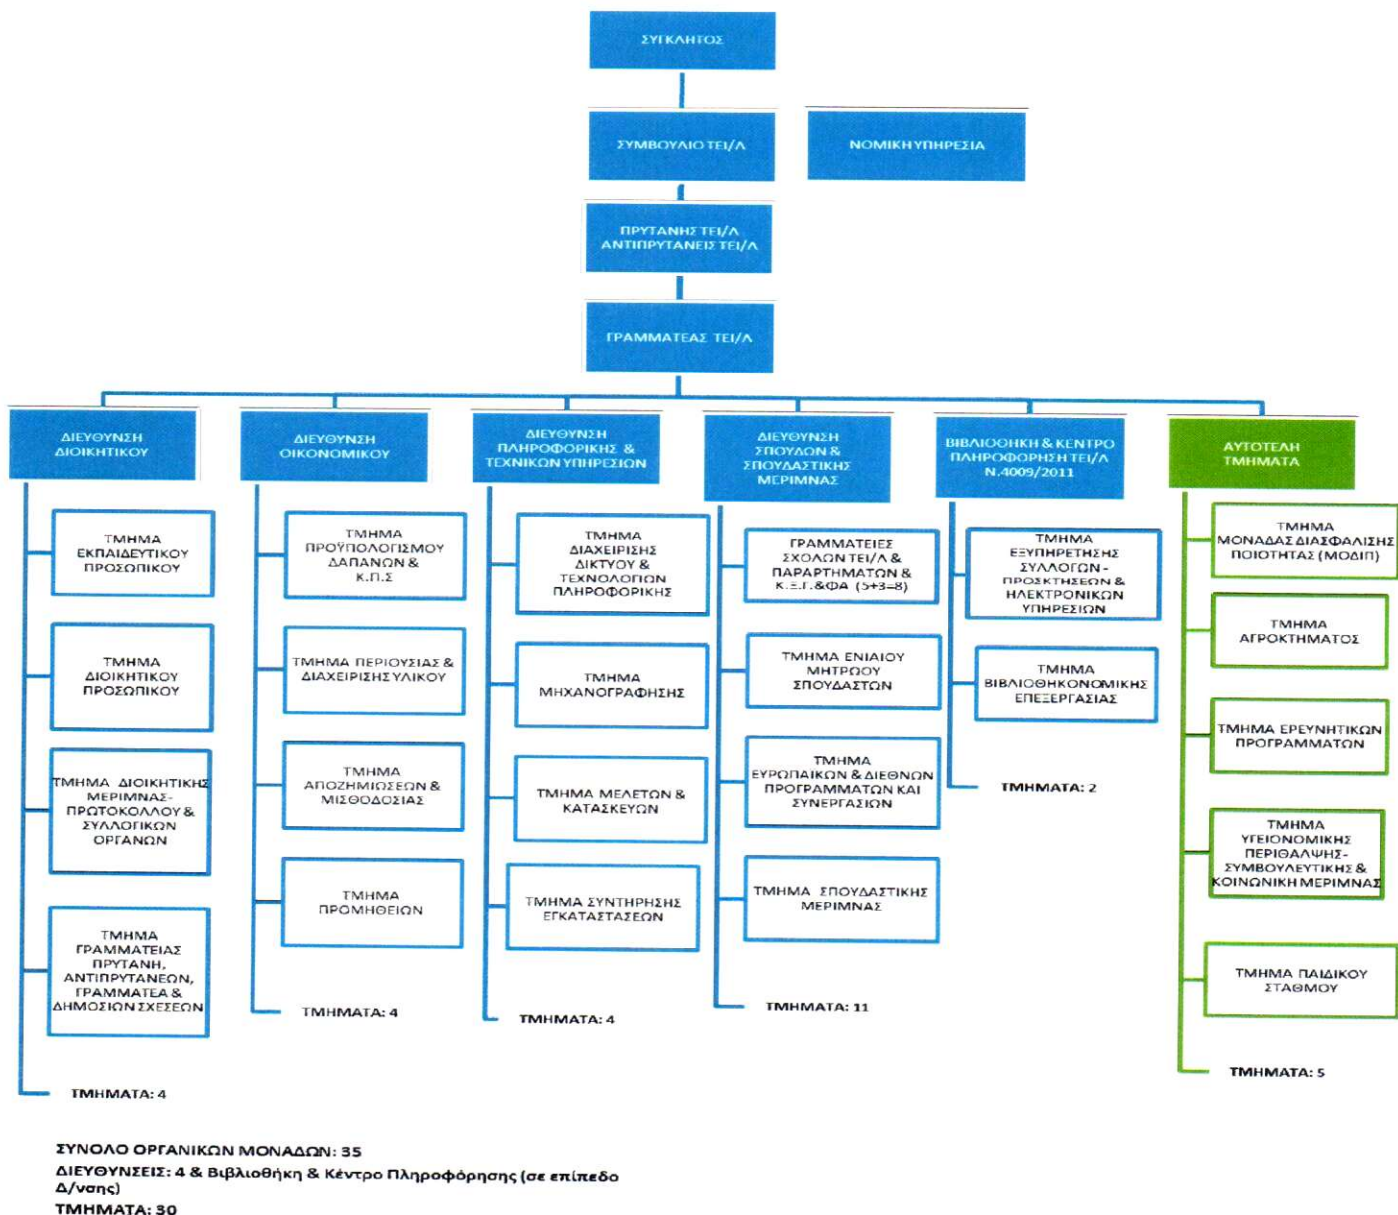 ΣΥΓΚΛΗΤΟΣ
ΣΥΜΒΟΥΛΙΟ ΤΕΙ/Λ
ΝΟΜΙΚΗ ΥΠΗΡΕΣΙΑ
ΠΡΥΤΑΝΗΣ ΤΕΙ/Λ
ΑΝΤΙΠΡΥΤΑΝΕΙΣ ΤΕΙ/Λ
ΓΡΑΜΜΑΤΕΑΣ ΤΕΙ/Λ
ΔΙΕΥΘΥΝΣΗ
ΔΙΟΙΚΗΤΙΚΟΥ
ΤΜΗΜΑ
ΕΚΠΑΙΔΕΥΤΙΚΟΥ
ΠΡΟΣΩΠΙΚΟΥ
ΤΜΗΜΑ
ΔΙΟΙΚΗΤΙΚΟΥ
ΠΡΟΣΩΠΙΚΟΥ
ΤΜΗΜΑ ΔΙΟΙΚΗΤΙΚΗΣ
ΜΕΡΙΜΝΑΣ-
ΠΡΩΤΟΚΟΛΛΟΥ &
ΣΥΛΛΟΓΙΚΩΝ
ΟΡΓΑΝΩΝ
ΤΜΗΜΑ
ΓΡΑΜΜΑΤΕΙΑΣ
ΠΡΥΤΑΝΗ,
ΑΝΤΙΠΡΥΤΑΝΕΩΝ,
ΓΡΑΜΜΑΤΕΑ &
ΔΗΜΟΣΙΩΝ ΣΧΕΣΕΩΝ
ΤΜΗΜΑΤΑ: 4
ΔΙΕΥΘΥΝΣΗ
ΟΙΚΟΝΟΜΙΚΟΥ
ΤΜΗΜΑ
ΠΡΟΫΠΟΛΟΓΙΣΜΟΥ
ΔΑΠΑΝΩΝ &
Κ.Π.Σ
ΤΜΗΜΑ ΠΕΡΙΟΥΣΙΑΣ &
ΔΙΑΧΕΙΡΙΣΗΣ ΥΛΙΚΟΥ
ΤΜΗΜΑ
ΑΠΟΖΗΜΙΩΣΕΩΝ &
ΜΙΣΘΟΔΟΣΙΑΣ
ΤΜΗΜΑ
ΠΡΟΜΗΘΕΙΩΝ
ΤΜΗΜΑΤΑ: 4
ΔΙΕΥΘΥΝΣΗ
ΠΛΗΡΟΦΟΡΙΚΗΣ &
ΤΕΧΝΙΚΩΝ ΥΠΗΡΕΣΙΩΝ
ΤΜΗΜΑ
ΔΙΑΧΕΙΡΙΣΗΣ
ΔΙΚΤΥΟΥ &
ΤΕΧΝΟΛΟΓΙΩΝ
ΠΛΗΡΟΦΟΡΙΚΗΣ
ΤΜΗΜΑ
ΜΗΧΑΝΟΓΡΑΦΗΣΗΣ
ΤΜΗΜΑ ΜΕΛΕΤΩΝ &
ΚΑΤΑΣΚΕΥΩΝ
ΤΜΗΜΑ ΣΥΝΤΗΡΗΣΗΣ
ΕΓΚΑΤΑΣΤΑΣΕΩΝ
ΤΜΗΜΑΤΑ: 4
ΔΙΕΥΘΥΝΣΗ
ΣΠΟΥΔΩΝ &
ΣΠΟΥΔΑΣΤΙΚΗΣ
ΜΕΡΙΜΝΑΣ
ΓΡΑΜΜΑΤΕΙΕΣ
ΣΧΟΛΩΝ ΤΕΙ/Λ &
ΠΑΡΑΡΤΗΜΑΤΩΝ &
Κ.Ξ.Γ.&ΦΑ (5+3=8)
ΤΜΗΜΑ ΕΝΙΑΙΟΥ
ΜΗΤΡΩΟΥ
ΣΠΟΥΔΑΣΤΩΝ
ΤΜΗΜΑ
ΕΥΡΩΠΑΙΚΩΝ & ΔΙΕΘΝΩΝ
ΠΡΟΓΡΑΜΜΑΤΩΝ ΚΑΙ
ΣΥΝΕΡΓΑΣΙΩΝ
ΤΜΗΜΑ ΣΠΟΥΔΑΣΤΙΚΗΣ
ΜΕΡΙΜΝΑΣ
ΤΜΗΜΑΤΑ: 11
ΒΙΒΛΙΟΘΗΚΗ & ΚΕΝΤΡΟ
ΠΛΗΡΟΦΟΡΗΣΗ ΤΕΙ/Λ
Ν.4009/2011
ΤΜΗΜΑ
ΕΞΥΠΗΡΕΤΗΣΗΣ
ΣΥΛΛΟΓΩΝ -
ΠΡΟΣΚΤΗΣΕΩΝ &
ΗΛΕΚΤΡΟΝΙΚΩΝ
ΥΠΗΡΕΣΙΩΝ
ΤΜΗΜΑ
ΒΙΒΛΙΟΘΗΚΟΝΟΜΙΚΗΣ
ΕΠΕΞΕΡΓΑΣΙΑΣ
ΤΜΗΜΑΤΑ: 2
ΑΥΤΟΤΕΛΗ
ΤΜΗΜΑΤΑ
ΤΜΗΜΑ
ΜΟΝΑΔΑΣ ΔΙΑΣΦΑΛΙΣΗΣ
ΠΟΙΟΤΗΤΑΣ (ΜΟΔΙΠ)
ΤΜΗΜΑ
ΑΓΡΟΚΤΗΜΑΤΟΣ
ΤΜΗΜΑ ΕΡΕΥΝΗΤΙΚΩΝ
ΠΡΟΓΡΑΜΜΑΤΩΝ
ΤΜΗΜΑ
ΥΓΕΙΟΝΟΜΙΚΗΣ
ΠΕΡΙΘΑΛΨΗΣ-
ΣΥΜΒΟΥΛΕΥΤΙΚΗΣ &
ΚΟΙΝΩΝΙΚΗ ΜΕΡΙΜΝΑΣ
ΤΜΗΜΑ ΠΑΙΔΙΚΟΥ
ΣΤΑΘΜΟΥ
ΤΜΗΜΑΤΑ: 5
ΣΥΝΟΛΟ ΟΡΓΑΝΙΚΩΝ ΜΟΝΑΔΩΝ: 35
ΔΙΕΥΘΥΝΣΕΙΣ: 4 & Βιβλιοθήκη & Κέντρο Πληροφόρησης (σε επίπεδο
Δ/νσης)
ΤΜΗΜΑΤΑ: 30